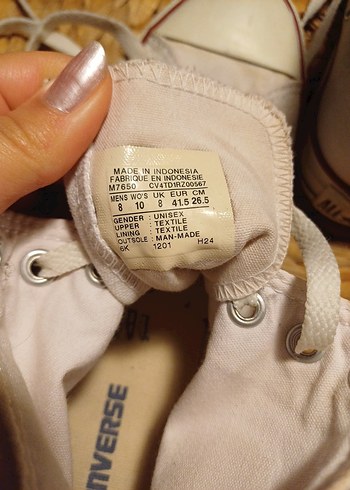 MADE IN INDONESIA
FABRIQUE EN INDONESIE
M7650 CV4TD1RZ00567
MENS WO'S UK EUR CM
8 10 8 41.5 26.5
GENDER : UNISEX
UPPER : TEXTILE
LINING : TEXTILE
OUTSOLE : MAN-MADE
6K 1201 H24
NVERSE